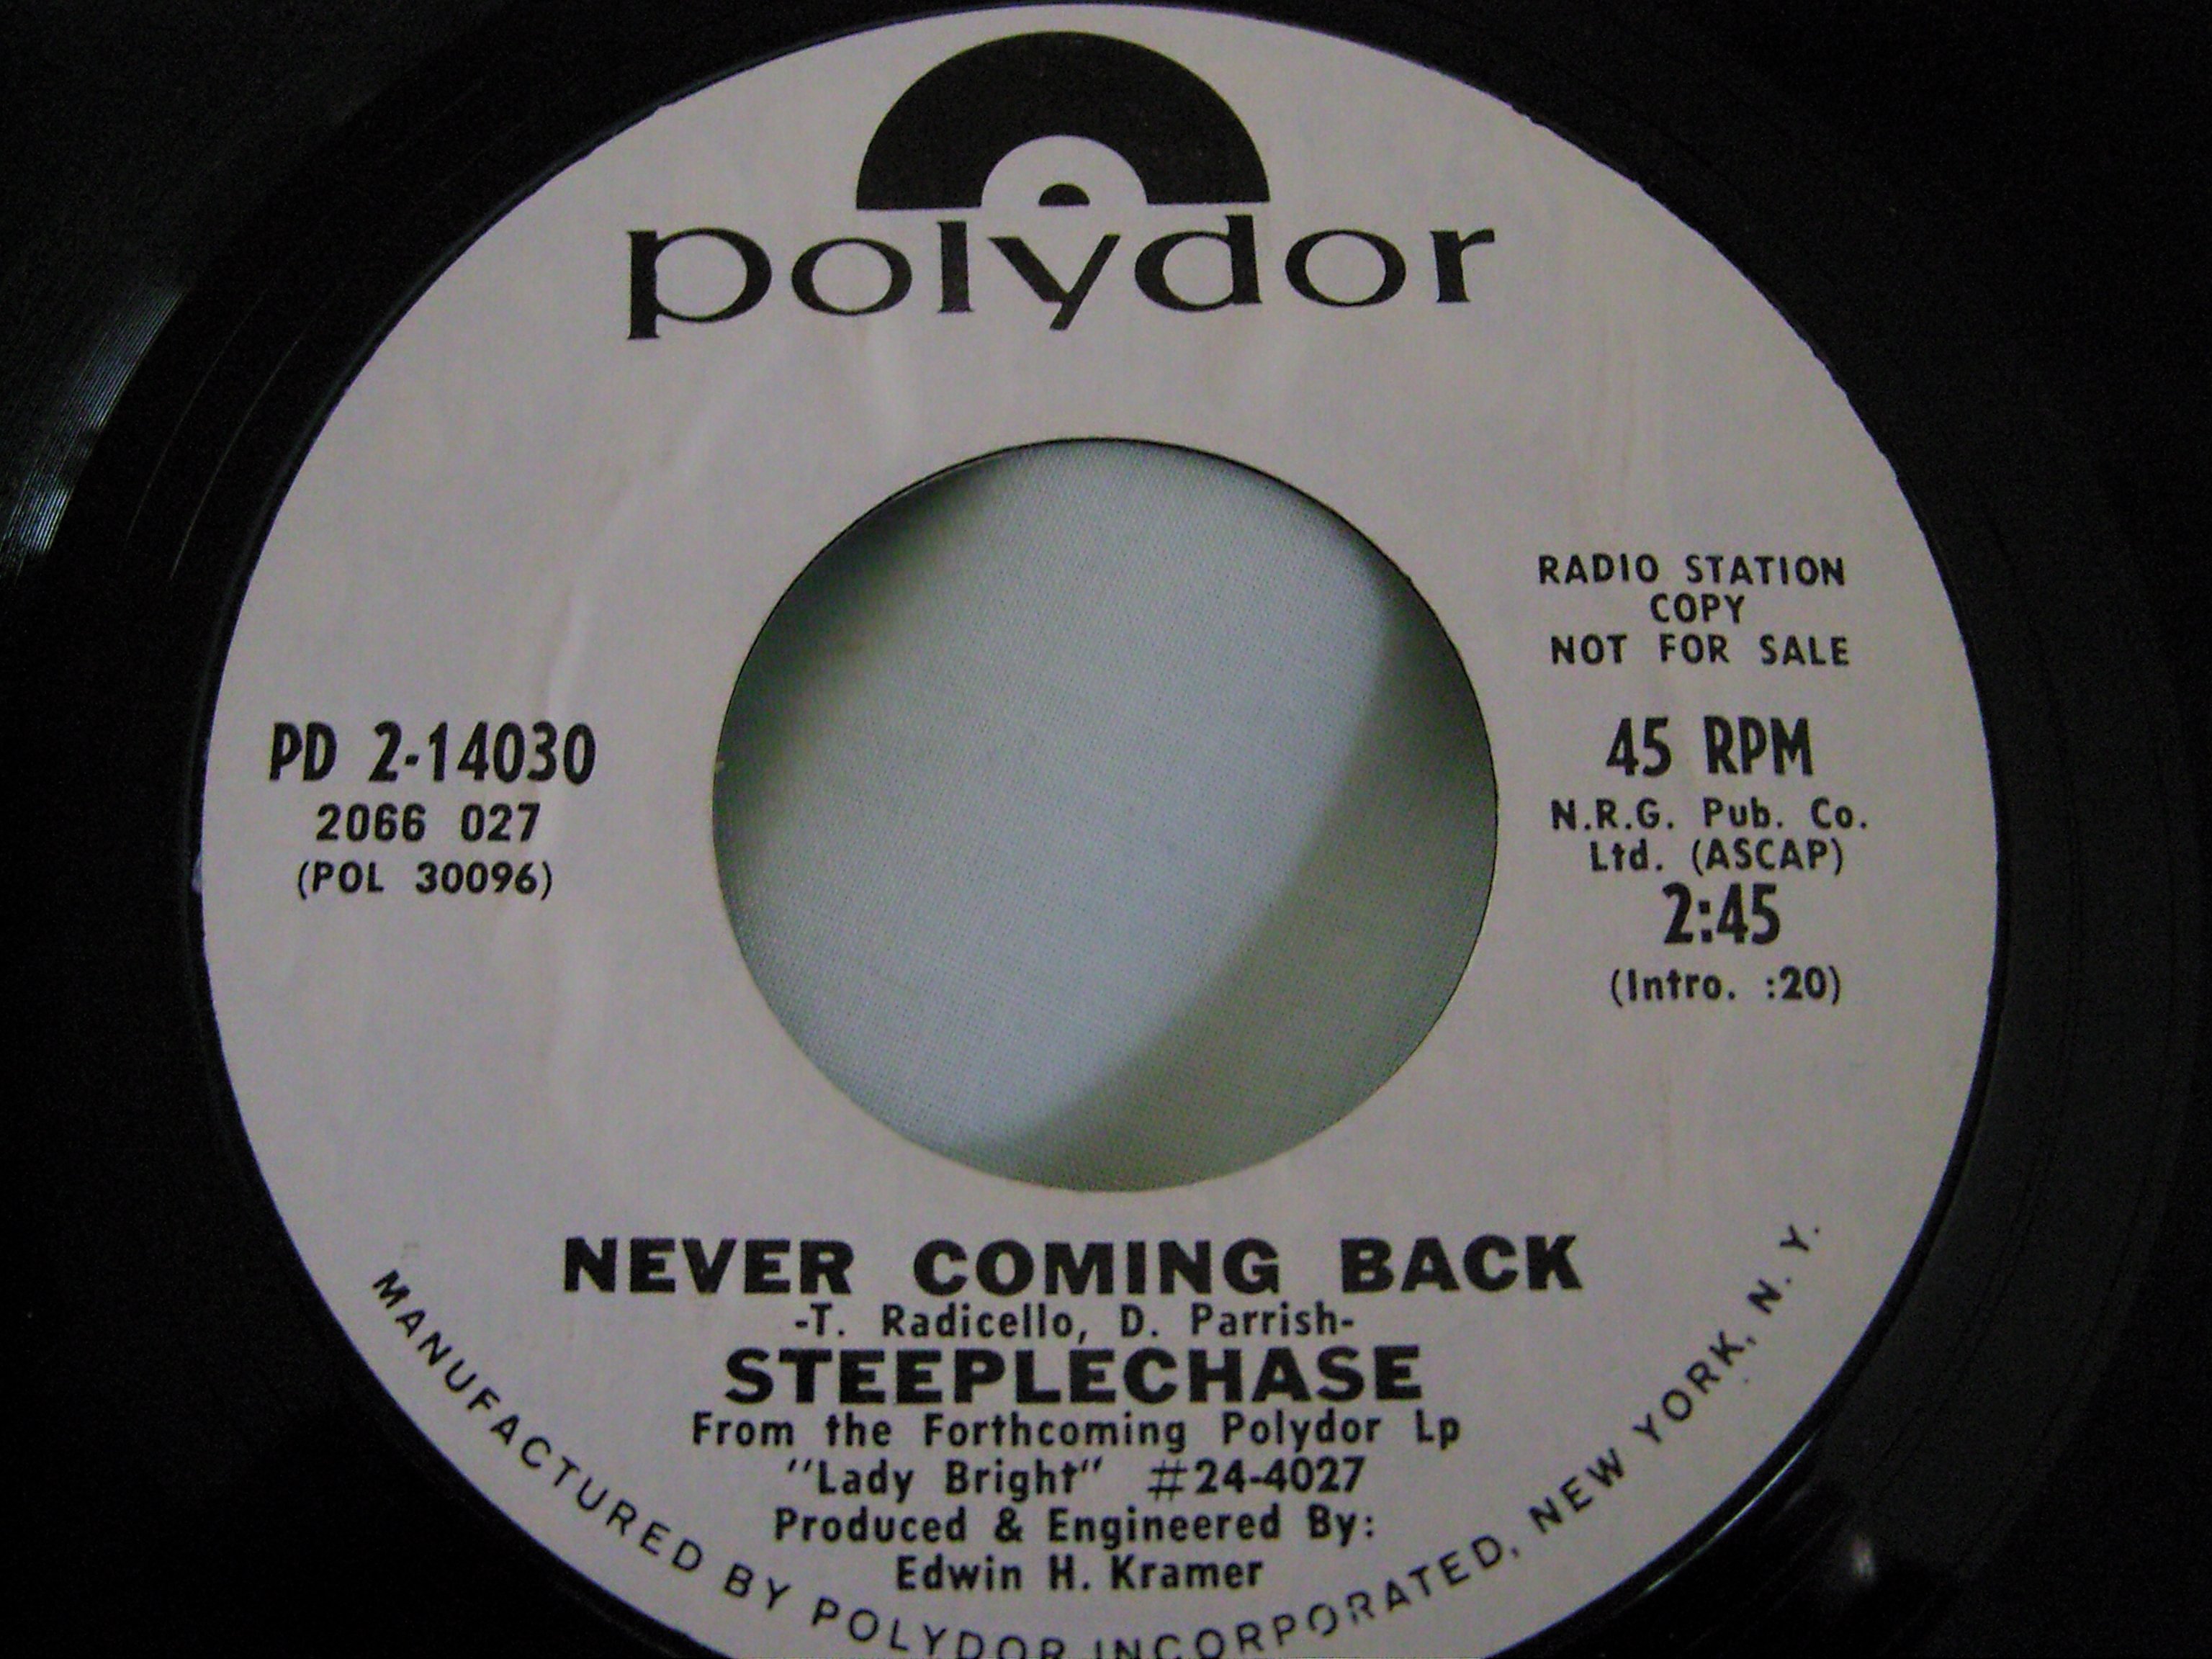 polydor
RADIO STATION
COPY
NOT FOR SALE
PD 2-14030
2066 027
(POL 30096)
45 RPM
N.R.G. Pub. Co.
Ltd. (ASCAP)
2:45
(Intro. :20)
NEVER COMING BACK
-T. Radicello, D. Parrish-
STEEPLECHASE
From the Forthcoming Polydor Lp
"Lady Bright" #24-4027
Produced & Engineered By:
Edwin H. Kramer
MANUFACTURED BY POLYDOR INCORPORATED, NEW YORK, N. Y.